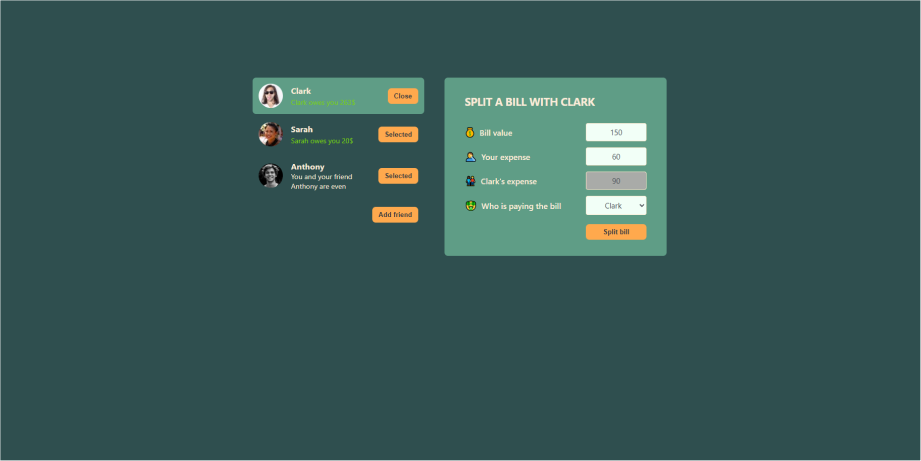 Clark
Clark owes you
Close
Sarah
Sarah owes you 20$
Selected
Anthony
You and your friend
Anthony are even
Selected
Add friend
SPLIT A BILL WITH CLARK
Bill value
150
Your expense
60
Clark's expense
90
Who is paying the bill
Clark
Split bill